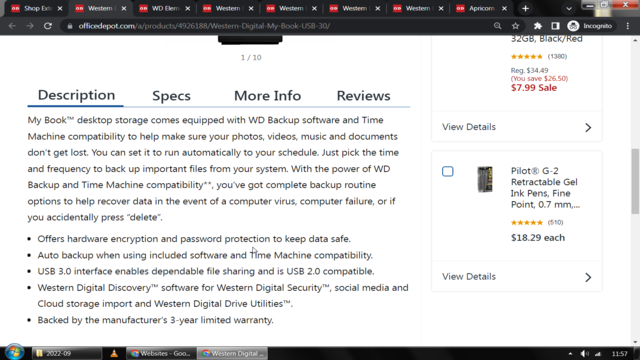 Shop Exte
Western
WD Elem
Western
Western
Western
Western
Apricorn
officedepot.com/a/products/4926188/Western-Digital-My-Book-USB-30/
Incognito
1 / 10
Description
Specs
More Info
Reviews
My Book™ desktop storage comes equipped with WD Backup software and Time
Machine compatibility to help make sure your photos, videos, music and documents
don't get lost. You can set it to run automatically to your schedule. Just pick the time
and frequency to back up important files from your system. With the power of WD
Backup and Time Machine compatibility**, you've got complete backup routine
options to help recover data in the event of a computer virus, computer failure, or if
you accidentally press "delete".
• Offers hardware encryption and password protection to keep data safe.
• Auto backup when using included software and Time Machine compatibility.
• USB 3.0 interface enables dependable file sharing and is USB 2.0 compatible.
• Western Digital Discovery™ software for Western Digital Security™, social media and
Cloud storage import and Western Digital Drive Utilities™.
• Backed by the manufacturer's 3-year limited warranty.
32GB, Black/Red
(1380)
Reg. $34.49
(You save $26.50)
$7.99 Sale
View Details
Pilot® G-2
Retractable Gel
Ink Pens, Fine
Point, 0.7 mm,...
(510)
$18.29 each
View Details
2022-09
Websites - Goo...
Western Digital ...
11:57